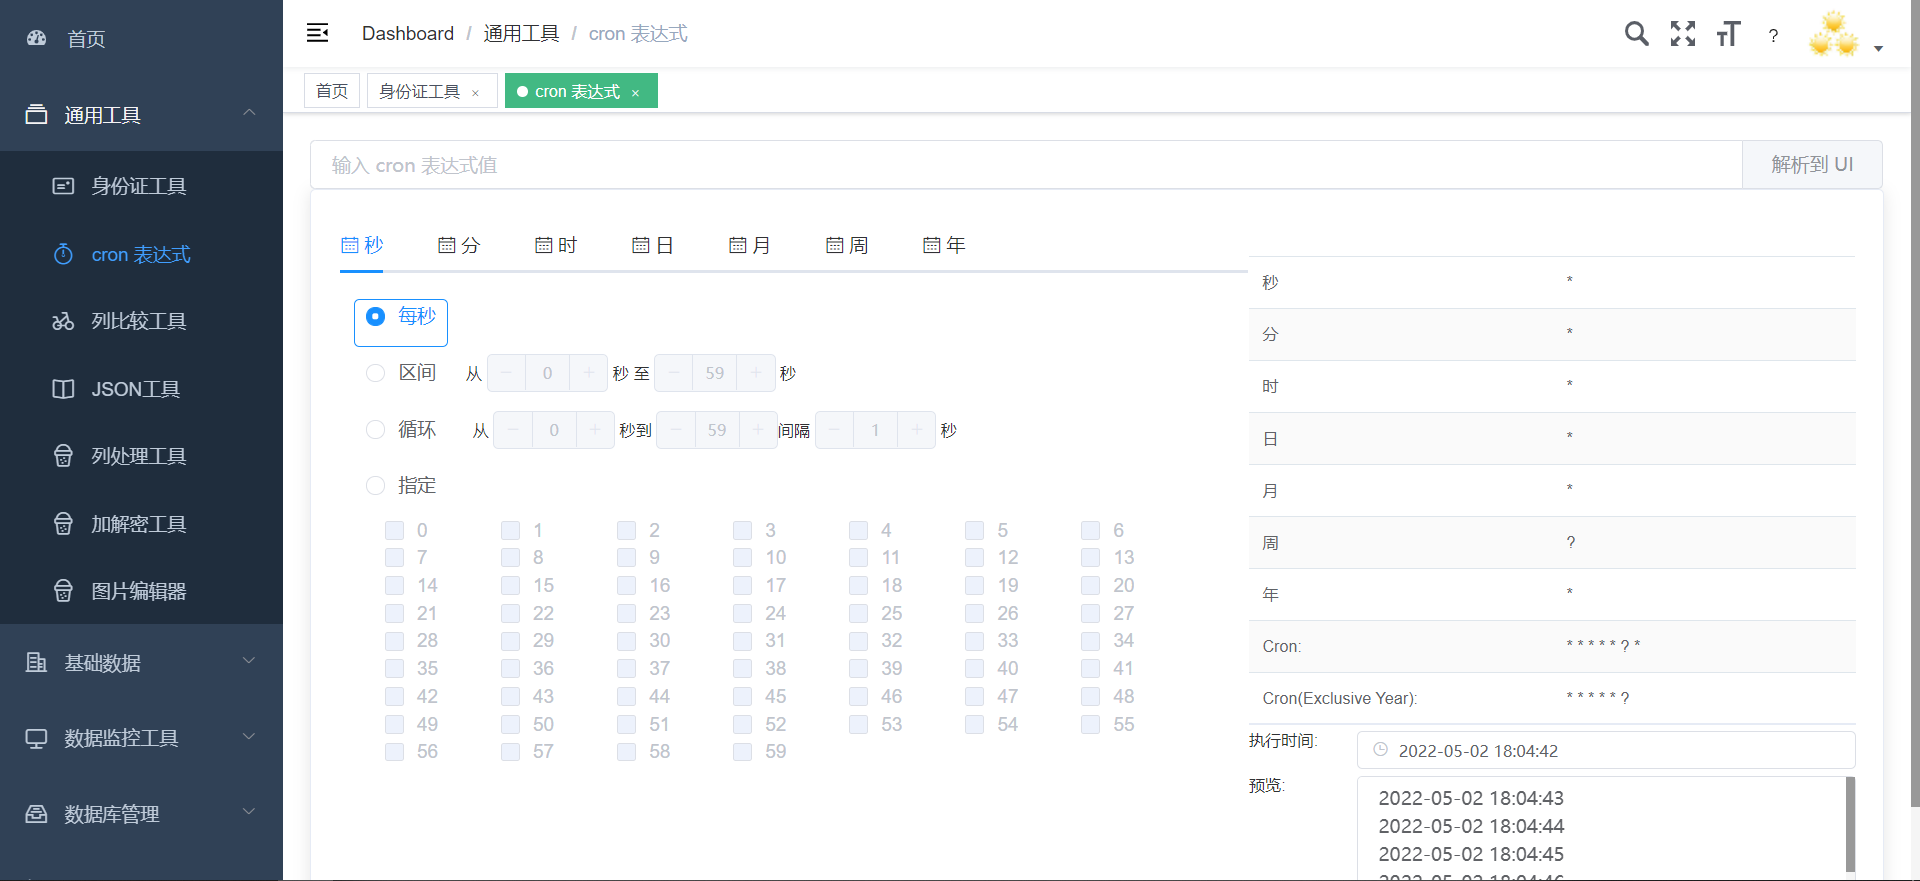 首页
通用工具
身份证工具
cron 表达式
列比较工具
JSON工具
列处理工具
加解密工具
图片编辑器
基础数据
数据监控工具
数据库管理
Dashboard / 通用工具 / cron 表达式
?
首页 身份证工具 × cron 表达式 ×
输入 cron 表达式值 解析到 UI
秒 分 时 日 月 周 年
每秒
区间 从 − 0 + 秒 至 − 59 + 秒
循环 从 − 0 + 秒到 − 59 + 间隔 − 1 + 秒
指定
0 1 2 3 4 5 6
7 8 9 10 11 12 13
14 15 16 17 18 19 20
21 22 23 24 25 26 27
28 29 30 31 32 33 34
35 36 37 38 39 40 41
42 43 44 45 46 47 48
49 50 51 52 53 54 55
56 57 58 59
秒 *
分 *
时 *
日 *
月 *
周 ?
年 *
Cron: * * * * * ? *
Cron(Exclusive Year): * * * * * ?
执行时间: 2022-05-02 18:04:42
预览:
2022-05-02 18:04:43
2022-05-02 18:04:44
2022-05-02 18:04:45
2022-05-02 18:04:46